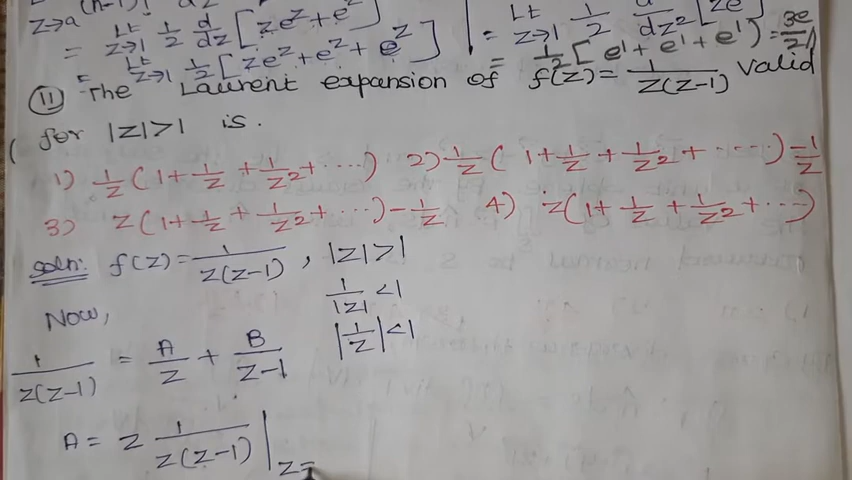 z→a (n-1)!
= Lt z→1 1/2 d/dz [ze^z + e^z]
= Lt z→1 1/2 [ze^z + e^z + e^z]
= Lt z→1 1/2 d/dz² [ze
= 1/2 [e¹ + e¹ + e¹] = 3e/2
(11) The Laurent expansion of f(z) = 1/z(z-1) valid
for |z|>1 is.
1) 1/z (1 + 1/z + 1/z² + ....) 2) 1/z (1 + 1/z + 1/z² + ....) - 1/z
3) z(1 + 1/z + 1/z² + ...) - 1/z 4) z(1 + 1/z + 1/z² + ...)
soln: f(z) = 1/z(z-1), |z|>1
1/|z| < 1
Now,
|1/z| < 1
1/z(z-1) = A/z + B/z-1
A = z 1/z(z-1) | z=